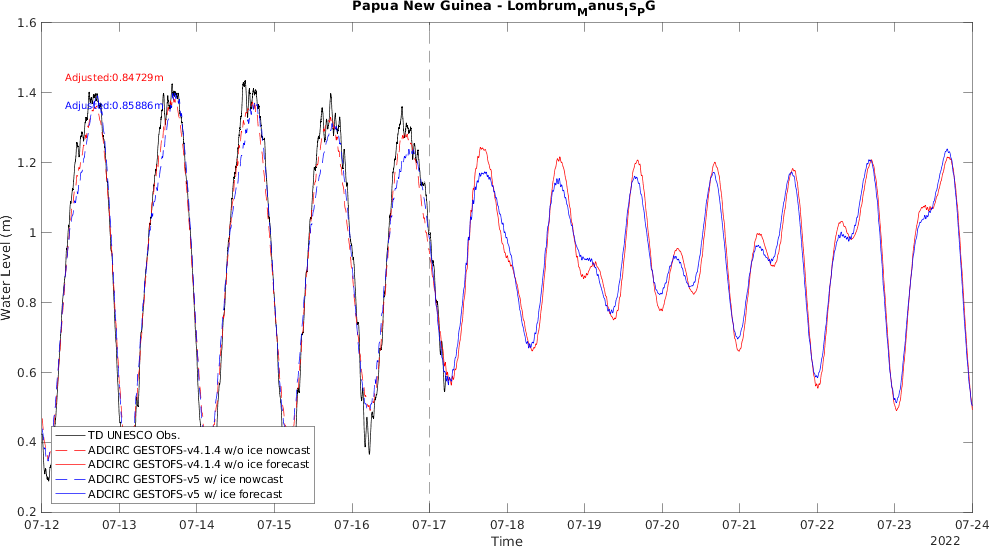 Papua New Guinea - Lombrum_Manus_Is_PG
Adjusted:0.84729m
Adjusted:0.85886m
Water Level (m)
1.6
1.4
1.2
1
0.8
0.6
0.4
0.2
TD UNESCO Obs.
ADCIRC GESTOFS-v4.1.4 w/o ice nowcast
ADCIRC GESTOFS-v4.1.4 w/o ice forecast
ADCIRC GESTOFS-v5 w/ ice nowcast
ADCIRC GESTOFS-v5 w/ ice forecast
07-12 07-13 07-14 07-15 07-16 07-17 07-18 07-19 07-20 07-21 07-22 07-23 07-24
Time
2022